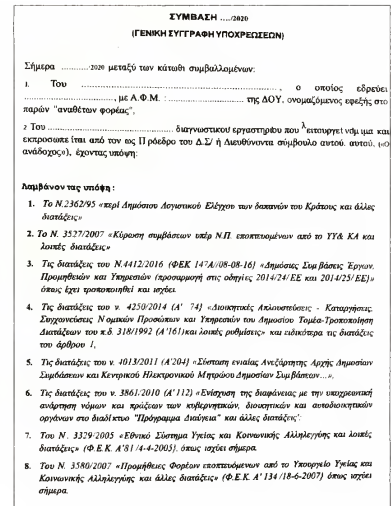 ΣΥΜΒΑΣΗ ..../2020
(ΓΕΝΙΚΗ ΣΥΓΓΡΑΦΗ ΥΠΟΧΡΕΩΣΕΩΝ)
Σήμερα ............2020 μεταξύ των κάτωθι συμβαλλομένων:
1. Του ........................................................, ο οποίος εδρεύει
........................, με Α.Φ.Μ. : ........................ της ΔΟΥ, ονομαζόμενος εφεξής στο
παρών "αναθέτων φορέας",
2 Του ........................................ διαγνωστικού εργαστηρίου που λειτουργεί νόμιμα και
εκπροσωπείται από τον ως Πρόεδρο του Δ.Σ/ ή Διευθύνοντα σύμβουλο αυτού. αυτού, («ο
ανάδοχος»), έχοντας υπόψη:
Λαμβάνοντας υπόψη :
1. Το Ν.2362/95 «περί Δημόσιου Λογιστικού Ελέγχου των δαπανών του Κράτους και άλλες
διατάξεις»
2. Το Ν. 3527/2007 «Κύρωση συμβάσεων υπέρ Ν.Π. εποπτευομένων από το ΥΥ& ΚΑ και
λοιπές διατάξεις»
3. Τις διατάξεις του Ν.4412/2016 (ΦΕΚ 147Α//08-08-16) «Δημόσιες Συμβάσεις Έργων,
Προμηθειών και Υπηρεσιών (προσαρμογή στις οδηγίες 2014/24/ΕΕ και 2014/25/ΕΕ)»
όπως έχει τροποποιηθεί και ισχύει.
4. Τις διατάξεις του ν. 4250/2014 (Α' 74) «Διοικητικές Απλουστεύσεις - Καταργήσεις,
Συγχωνεύσεις Νομικών Προσώπων και Υπηρεσιών του Δημοσίου Τομέα-Τροποποίηση
Διατάξεων του π.δ. 318/1992 (Α'161)και λοιπές ρυθμίσεις» και ειδικότερα τις διατάξεις
του άρθρου 1,
5. Τις διατάξεις του ν. 4013/2011 (Α'204) «Σύσταση ενιαίας Ανεξάρτητης Αρχής Δημοσίων
Συμβάσεων και Κεντρικού Ηλεκτρονικού Μητρώου Δημοσίων Συμβάσεων…»,
6. Τις διατάξεις του ν. 3861/2010 (Α'112) «Ενίσχυση της διαφάνειας με την υποχρεωτική
ανάρτηση νόμων και πράξεων των κυβερνητικών, διοικητικών και αυτοδιοικητικών
οργάνων στο διαδίκτυο "Πρόγραμμα Διαύγεια" και άλλες διατάξεις'.
7. Του Ν. 3329/2005 «Εθνικό Σύστημα Υγείας και Κοινωνικής Αλληλεγγύης και λοιπές
διατάξεις» (Φ.Ε.Κ. Α'81/4-4-2005), όπως ισχύει σήμερα.
8. Του Ν. 3580/2007 «Προμήθειες Φορέων εποπτευόμενων από το Υπουργείο Υγείας και
Κοινωνικής Αλληλεγγύης και άλλες διατάξεις» (Φ.Ε.Κ. Α' 134 /18-6-2007) όπως ισχύει
σήμερα.